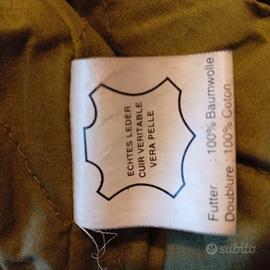 ECHTES LEDER
CUIR VERITABLE
VERA PELLE
Futter : 100% Baumwolle
Doublure : 100% Coton
subito